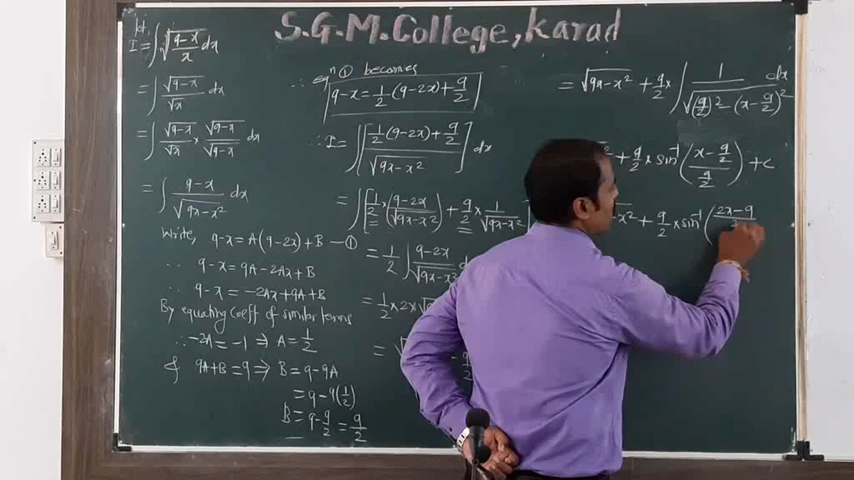 S.G.M.College,Karad
let
I = ∫ √(9-x/x) dx
= ∫ √(9-x)/√x dx
= ∫ √(9-x)/√x × √(9-x)/√(9-x) dx
= ∫ (9-x)/√(9x-x²) dx
Write, 9-x = A(9-2x)+B —①
∴ 9-x = 9A-2Ax+B
∴ 9-x = -2Ax+9A+B
By equating coeft of similar terms
∴ -2A = -1 ⇒ A = 1/2
& 9A+B = 9 ⇒ B = 9-9A
= 9-9(1/2)
B = 9-9/2 = 9/2
∴ eqⁿ ① becomes
9-x = 1/2 (9-2x) + 9/2
∴ I = ∫ [ (1/2 (9-2x) + 9/2) / √(9x-x²) ] dx
= ∫ [ 1/2 × (9-2x)/√(9x-x²) + 9/2 × 1/√(9x-x²) ]
= 1/2 ∫ (9-2x)/√(9x-x²) d
= 1/2 × 2 × √
=
= √(9x-x²) + 9/2 × ∫ 1/√((9/2)² - (x-9/2)²) dx
+ 9/2 × sin⁻¹ ((x-9/2)/(9/2)) + c
-x² + 9/2 × sin⁻¹ (2x-9